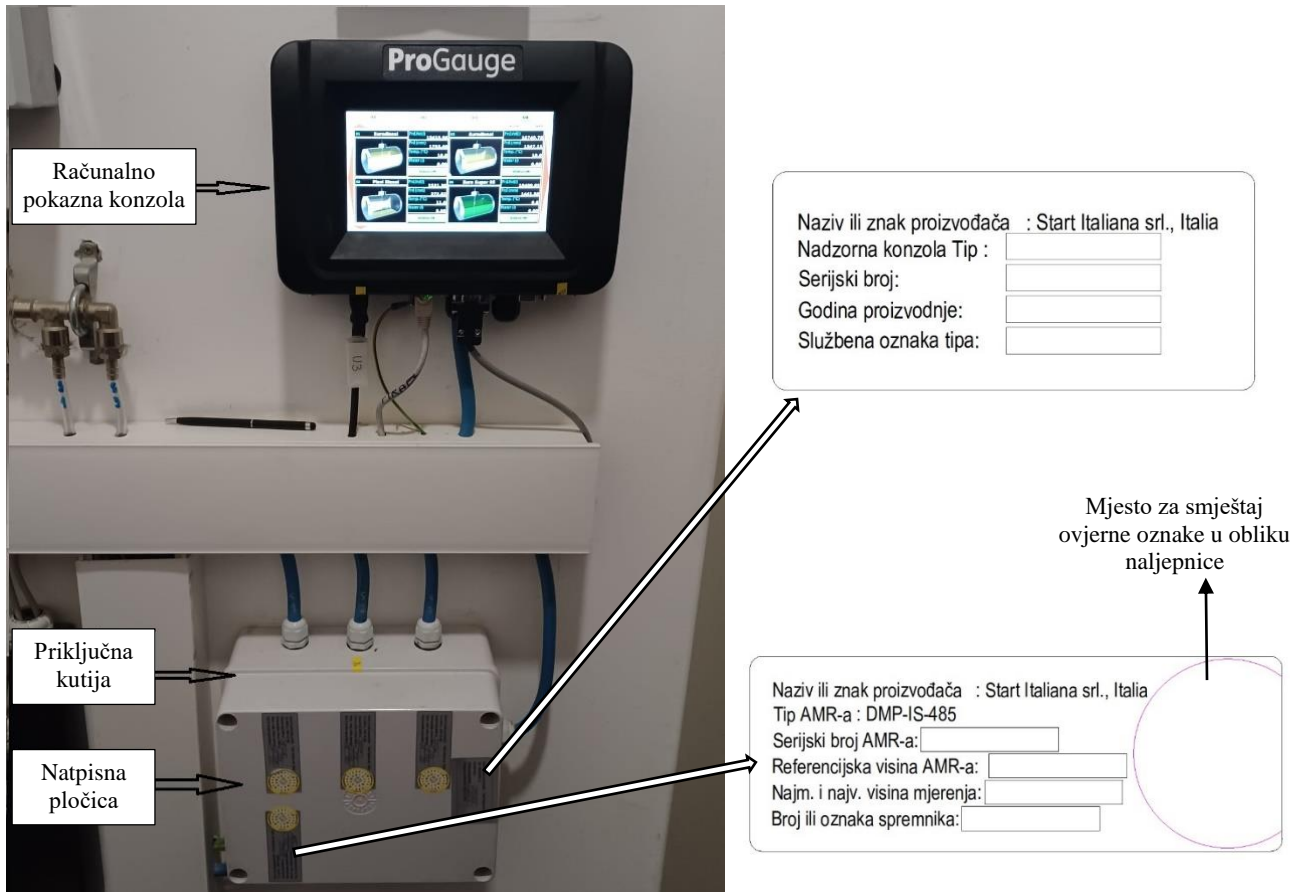 ProGauge
Eurodiesel
Eurodiesel
Računalno
pokazna konzola
U3
Naziv ili znak proizvođača : Start Italiana srl., Italia
Nadzorna konzola Tip :
Serijski broj:
Godina proizvodnje:
Službena oznaka tipa:
Mjesto za smještaj
ovjerne oznake u obliku
naljepnice
Priključna
kutija
Natpisna
pločica
Naziv ili znak proizvođača : Start Italiana srl., Italia
Tip AMR-a : DMP-IS-485
Serijski broj AMR-a:
Referencijska visina AMR-a:
Najm. i najv. visina mjerenja:
Broj ili oznaka spremnika: